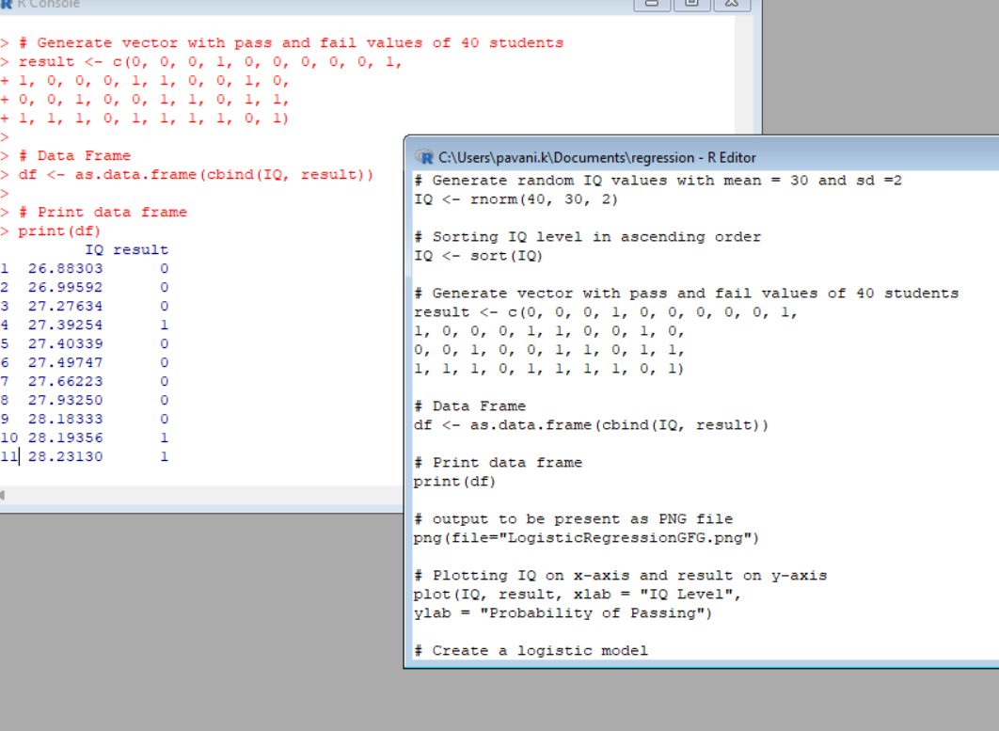 R Console
> # Generate vector with pass and fail values of 40 students
> result <- c(0, 0, 0, 1, 0, 0, 0, 0, 0, 1,
+ 1, 0, 0, 0, 1, 1, 0, 0, 1, 0,
+ 0, 0, 1, 0, 0, 1, 1, 0, 1, 1,
+ 1, 1, 1, 0, 1, 1, 1, 1, 0, 1)
>
> # Data Frame
> df <- as.data.frame(cbind(IQ, result))
>
> # Print data frame
> print(df)
IQ result
1 26.88303 0
2 26.99592 0
3 27.27634 0
4 27.39254 1
5 27.40339 0
6 27.49747 0
7 27.66223 0
8 27.93250 0
9 28.18333 0
10 28.19356 1
11 28.23130 1
C:\Users\pavani.k\Documents\regression - R Editor
# Generate random IQ values with mean = 30 and sd =2
IQ <- rnorm(40, 30, 2)
# Sorting IQ level in ascending order
IQ <- sort(IQ)
# Generate vector with pass and fail values of 40 students
result <- c(0, 0, 0, 1, 0, 0, 0, 0, 0, 1,
1, 0, 0, 0, 1, 1, 0, 0, 1, 0,
0, 0, 1, 0, 0, 1, 1, 0, 1, 1,
1, 1, 1, 0, 1, 1, 1, 1, 0, 1)
# Data Frame
df <- as.data.frame(cbind(IQ, result))
# Print data frame
print(df)
# output to be present as PNG file
png(file="LogisticRegressionGFG.png")
# Plotting IQ on x-axis and result on y-axis
plot(IQ, result, xlab = "IQ Level",
ylab = "Probability of Passing")
# Create a logistic model